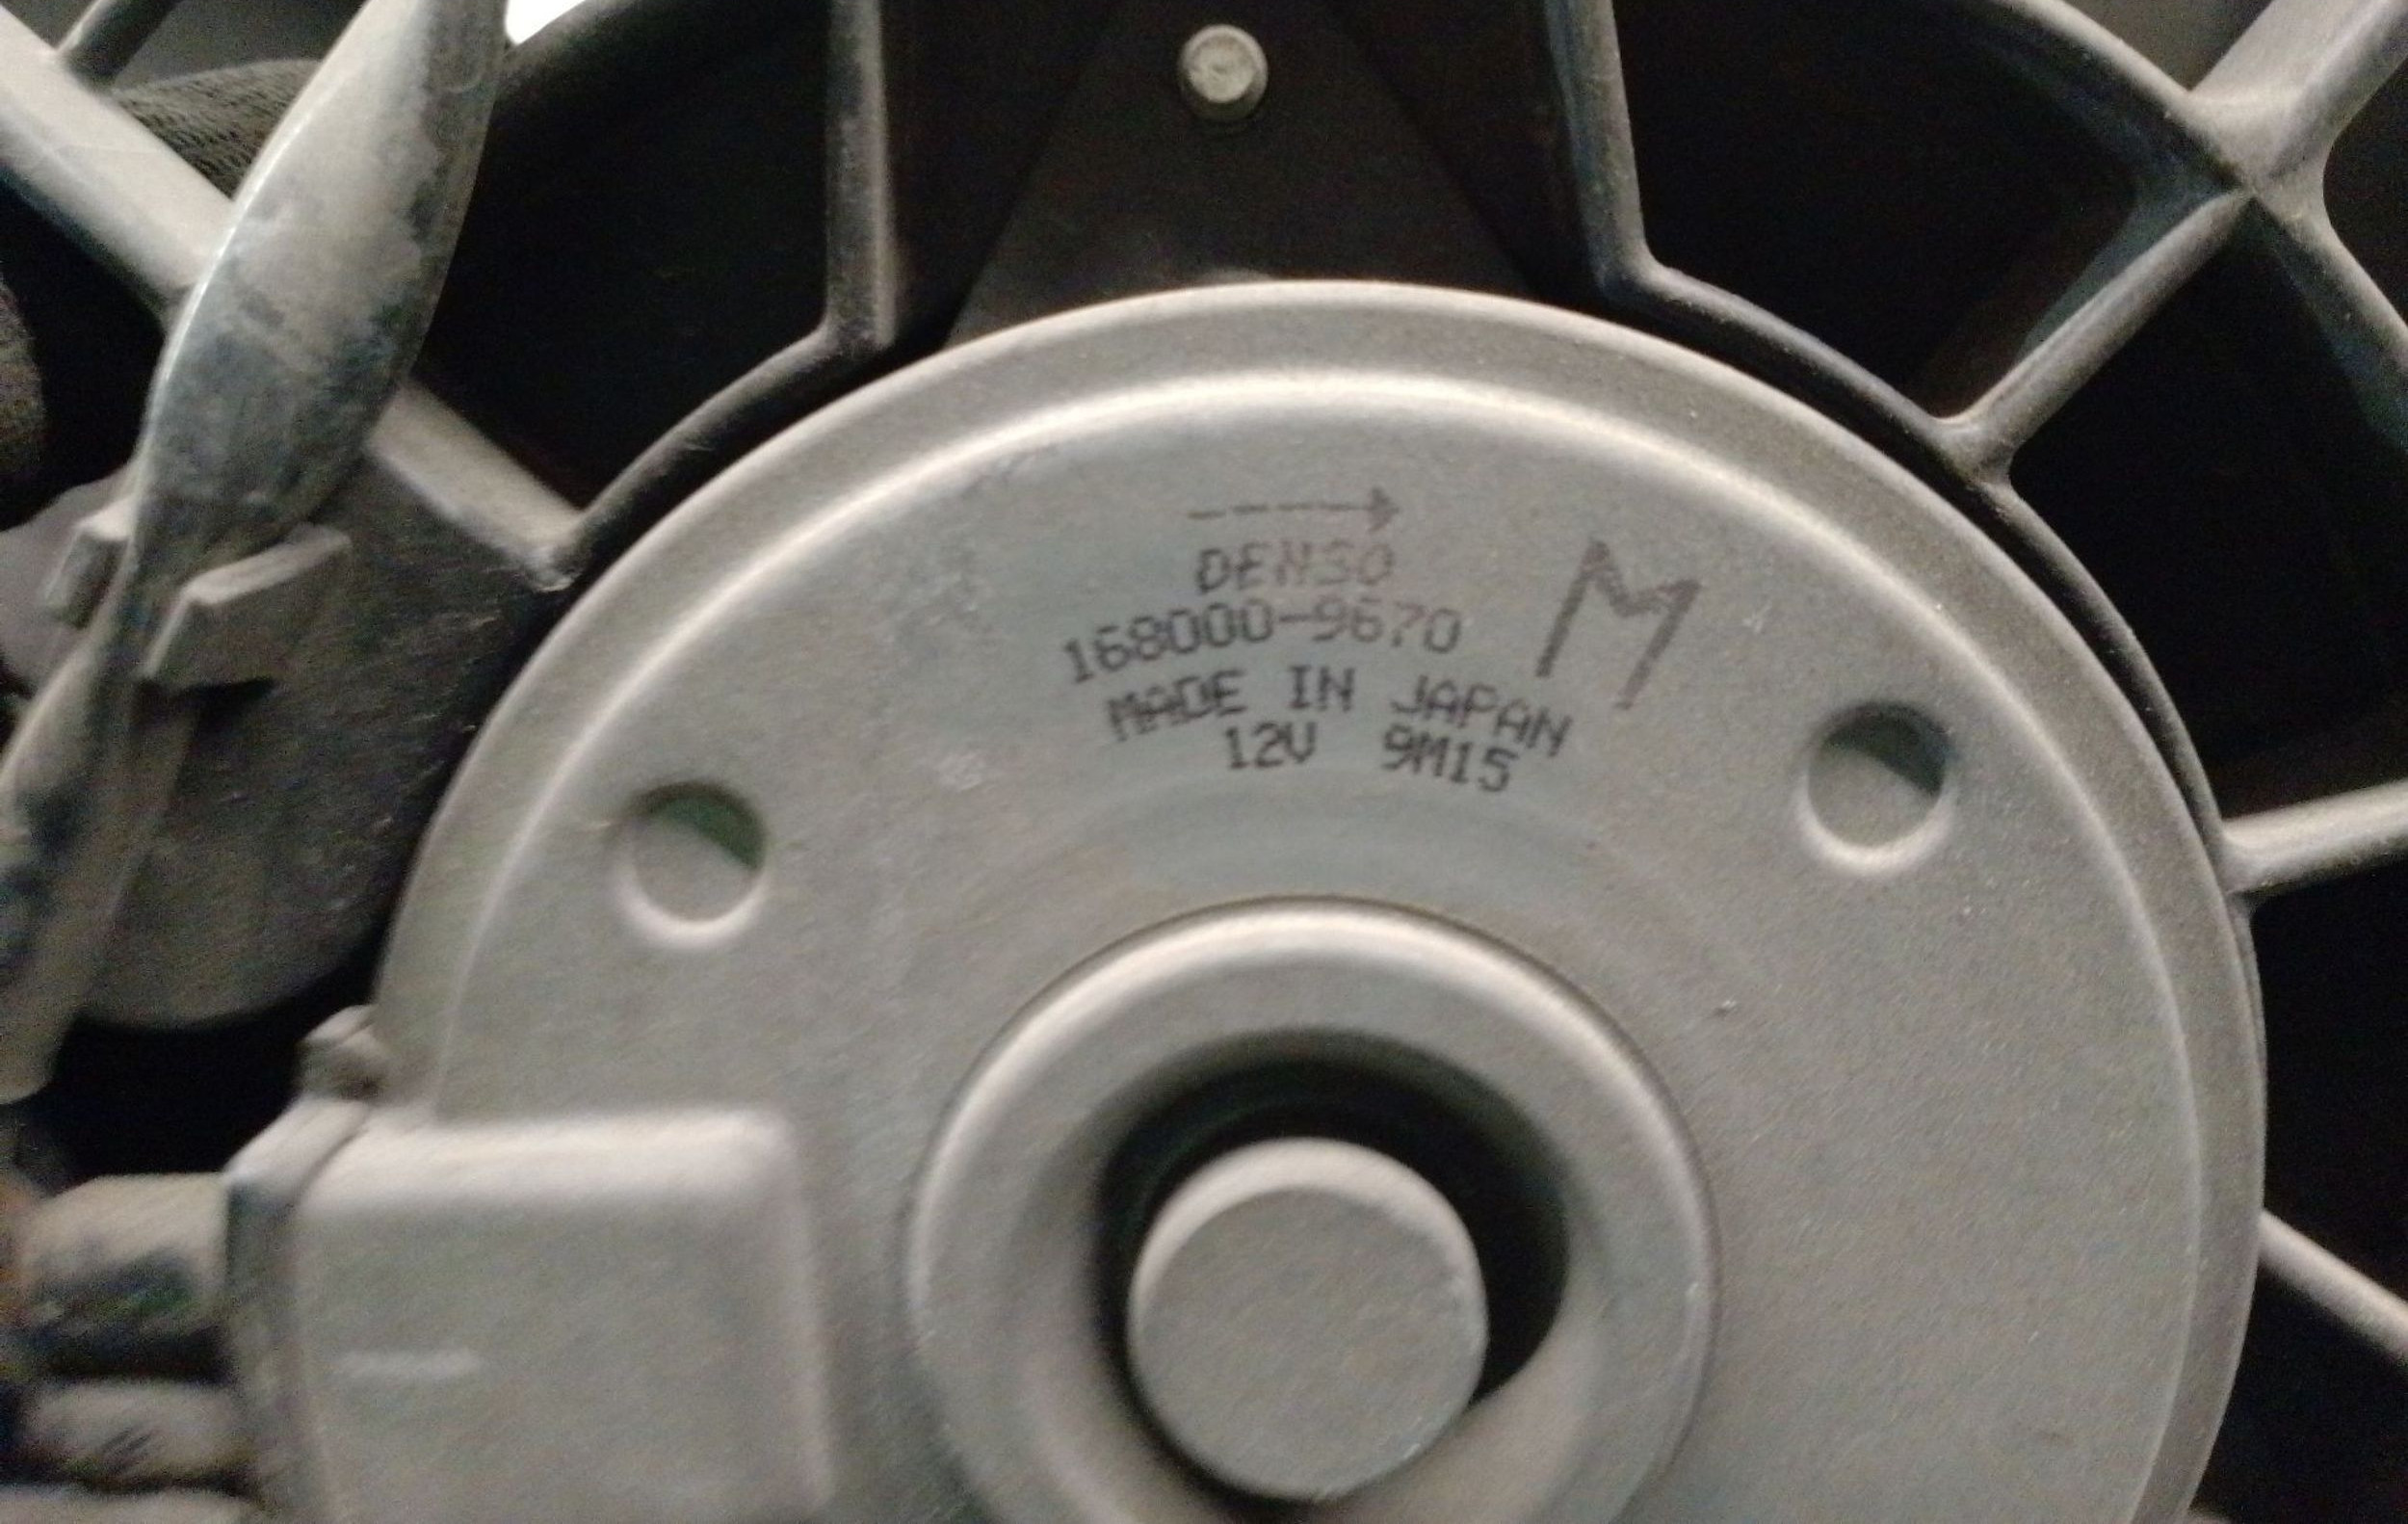 DENSO
168000-9670
MADE IN JAPAN
12V 9M15
M